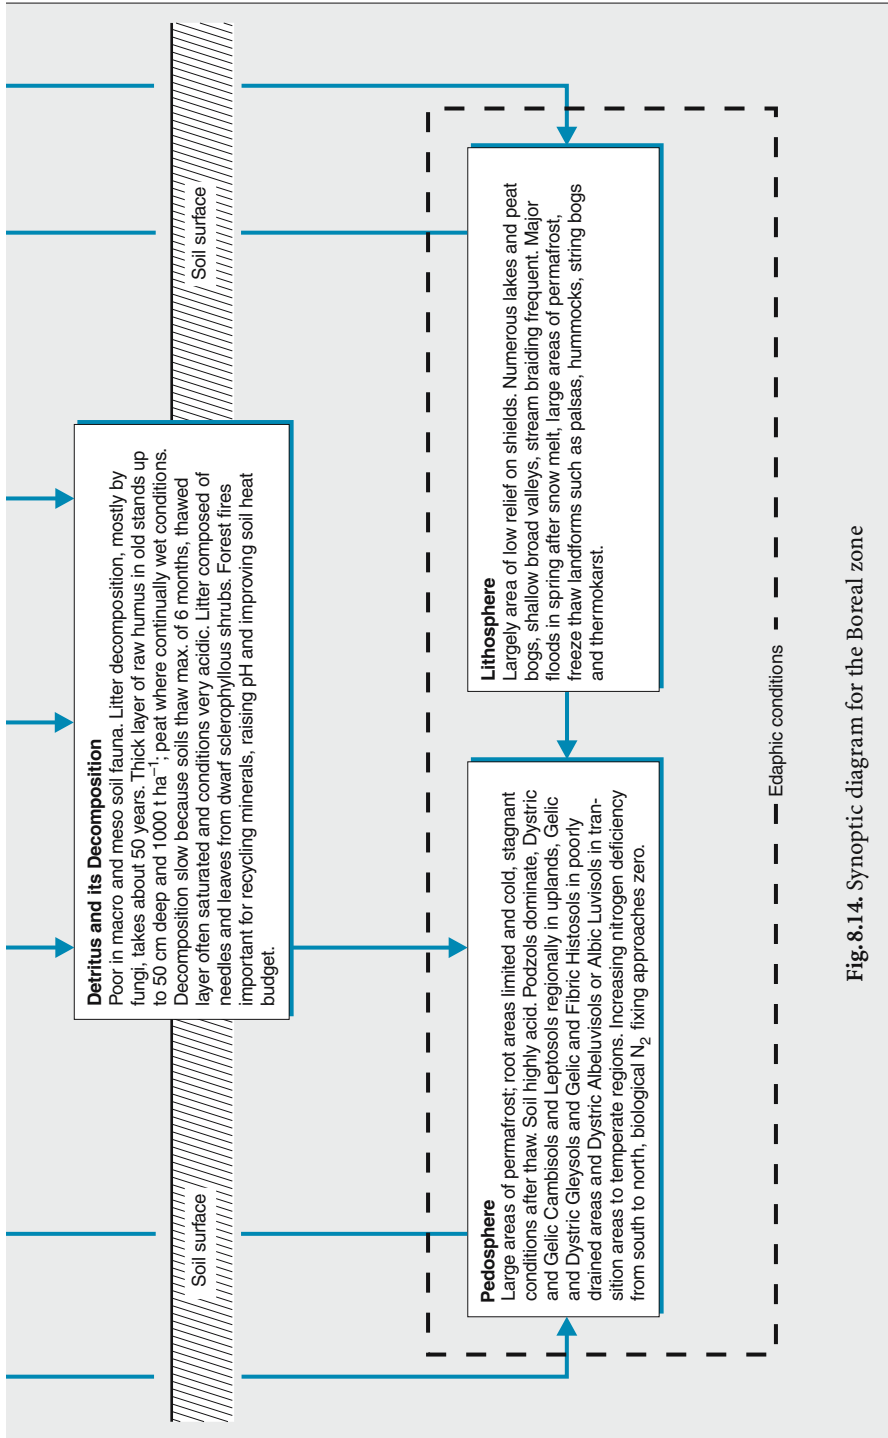 Detritus and its Decomposition
Poor in macro and meso soil fauna. Litter decomposition, mostly by
fungi, takes about 50 years. Thick layer of raw humus in old stands up
to 50 cm deep and 1000 t ha⁻¹; peat where continually wet conditions.
Decomposition slow because soils thaw max. of 6 months, thawed
layer often saturated and conditions very acidic. Litter composed of
needles and leaves from dwarf sclerophyllous shrubs. Forest fires
important for recycling minerals, raising pH and improving soil heat
budget.
Soil surface
Soil surface
Pedosphere
Large areas of permafrost; root areas limited and cold, stagnant
conditions after thaw. Soil highly acid. Podzols dominate, Dystric
and Gelic Cambisols and Leptosols regionally in uplands, Gelic
and Dystric Gleysols and Gelic and Fibric Histosols in poorly
drained areas and Dystric Albeluvisols or Albic Luvisols in tran-
sition areas to temperate regions. Increasing nitrogen deficiency
from south to north, biological N₂ fixing approaches zero.
Lithosphere
Largely area of low relief on shields. Numerous lakes and peat
bogs, shallow broad valleys, stream braiding frequent. Major
floods in spring after snow melt, large areas of permafrost,
freeze thaw landforms such as palsas, hummocks, string bogs
and thermokarst.
Edaphic conditions
Fig. 8.14. Synoptic diagram for the Boreal zone